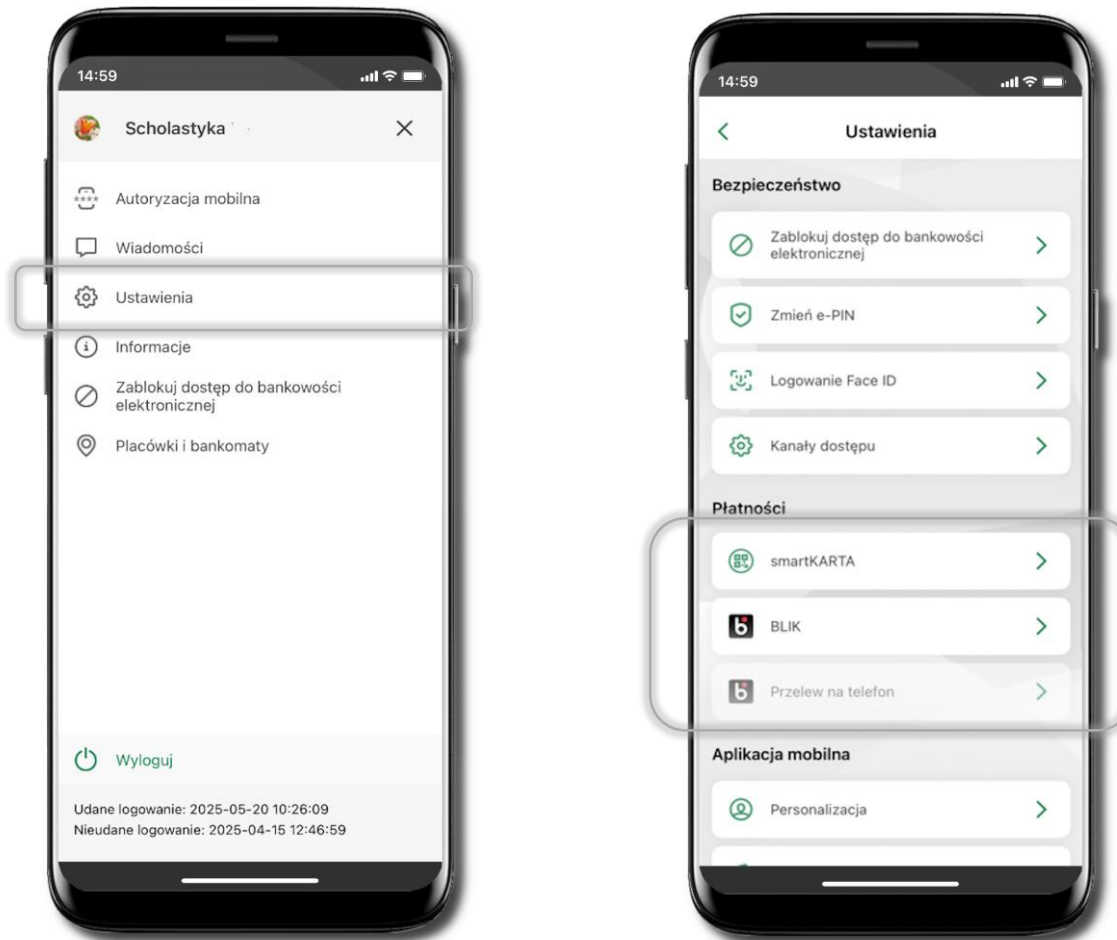 14:59
Scholastyka
Autoryzacja mobilna
Wiadomości
Ustawienia
Informacje
Zablokuj dostęp do bankowości
elektronicznej
Placówki i bankomaty
Wyloguj
Udane logowanie: 2025-05-20 10:26:09
Nieudane logowanie: 2025-04-15 12:46:59
14:59
Ustawienia
Bezpieczeństwo
Zablokuj dostęp do bankowości
elektronicznej
Zmień e-PIN
Logowanie Face ID
Kanały dostępu
Płatności
smartKARTA
BLIK
Przelew na telefon
Aplikacja mobilna
Personalizacja